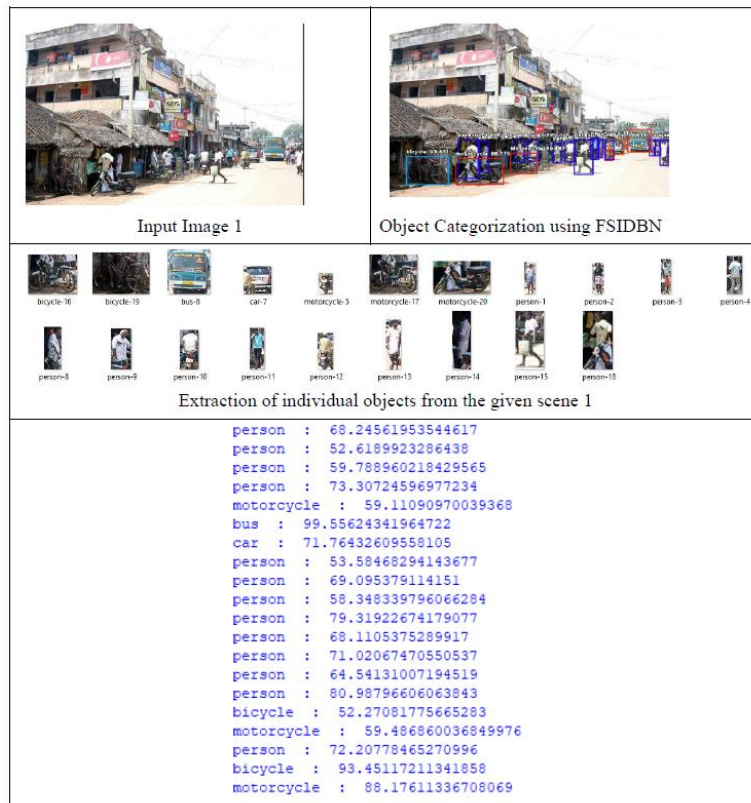 Input Image 1
Object Categorization using FSIDBN
bicycle-16 bicycle-19 bus-6 car-7 motorcycle-5 motorcycle-17 motorcycle-20 person-1 person-2 person-3 person-4
person-8 person-9 person-10 person-11 person-12 person-13 person-14 person-15 person-18
Extraction of individual objects from the given scene 1
person : 68.24561953544617
person : 52.6189923286438
person : 59.788960218429565
person : 73.30724596977234
motorcycle : 59.11090970039368
bus : 99.55624341964722
car : 71.76432609558105
person : 53.58468294143677
person : 69.095379114151
person : 58.348339796066284
person : 79.31922674179077
person : 68.1105375289917
person : 71.02067470550537
person : 64.54131007194519
person : 80.98796606063843
bicycle : 52.27081775665283
motorcycle : 59.486860036849976
person : 72.20778465270996
bicycle : 93.45117211341858
motorcycle : 88.17611336708069